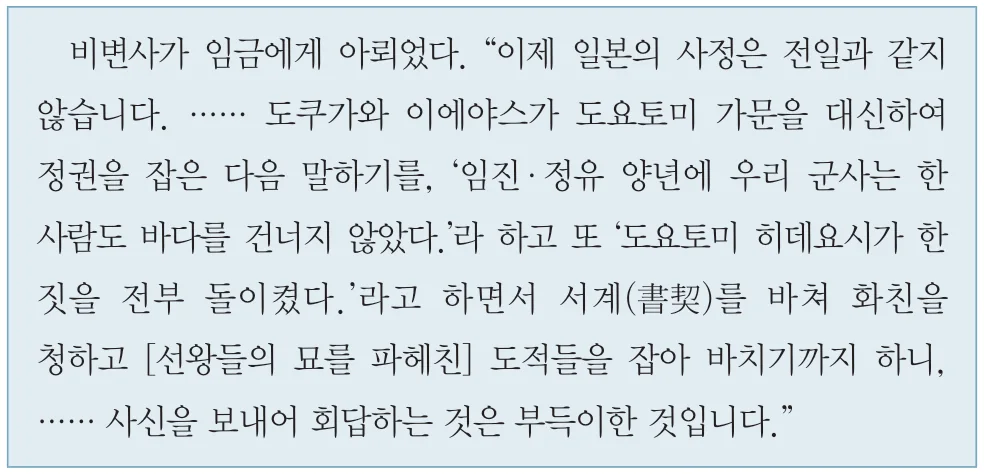 비변사가 임금에게 아뢰었다. “이제 일본의 사정은 전일과 같지
않습니다. …… 도쿠가와 이에야스가 도요토미 가문을 대신하여
정권을 잡은 다음 말하기를, ‘임진·정유 양년에 우리 군사는 한
사람도 바다를 건너지 않았다.’라 하고 또 ‘도요토미 히데요시가 한
짓을 전부 돌이켰다.’라고 하면서 서계(書契)를 바쳐 화친을
청하고 [선왕들의 묘를 파헤친] 도적들을 잡아 바치기까지 하니,
…… 사신을 보내어 회답하는 것은 부득이한 것입니다.”